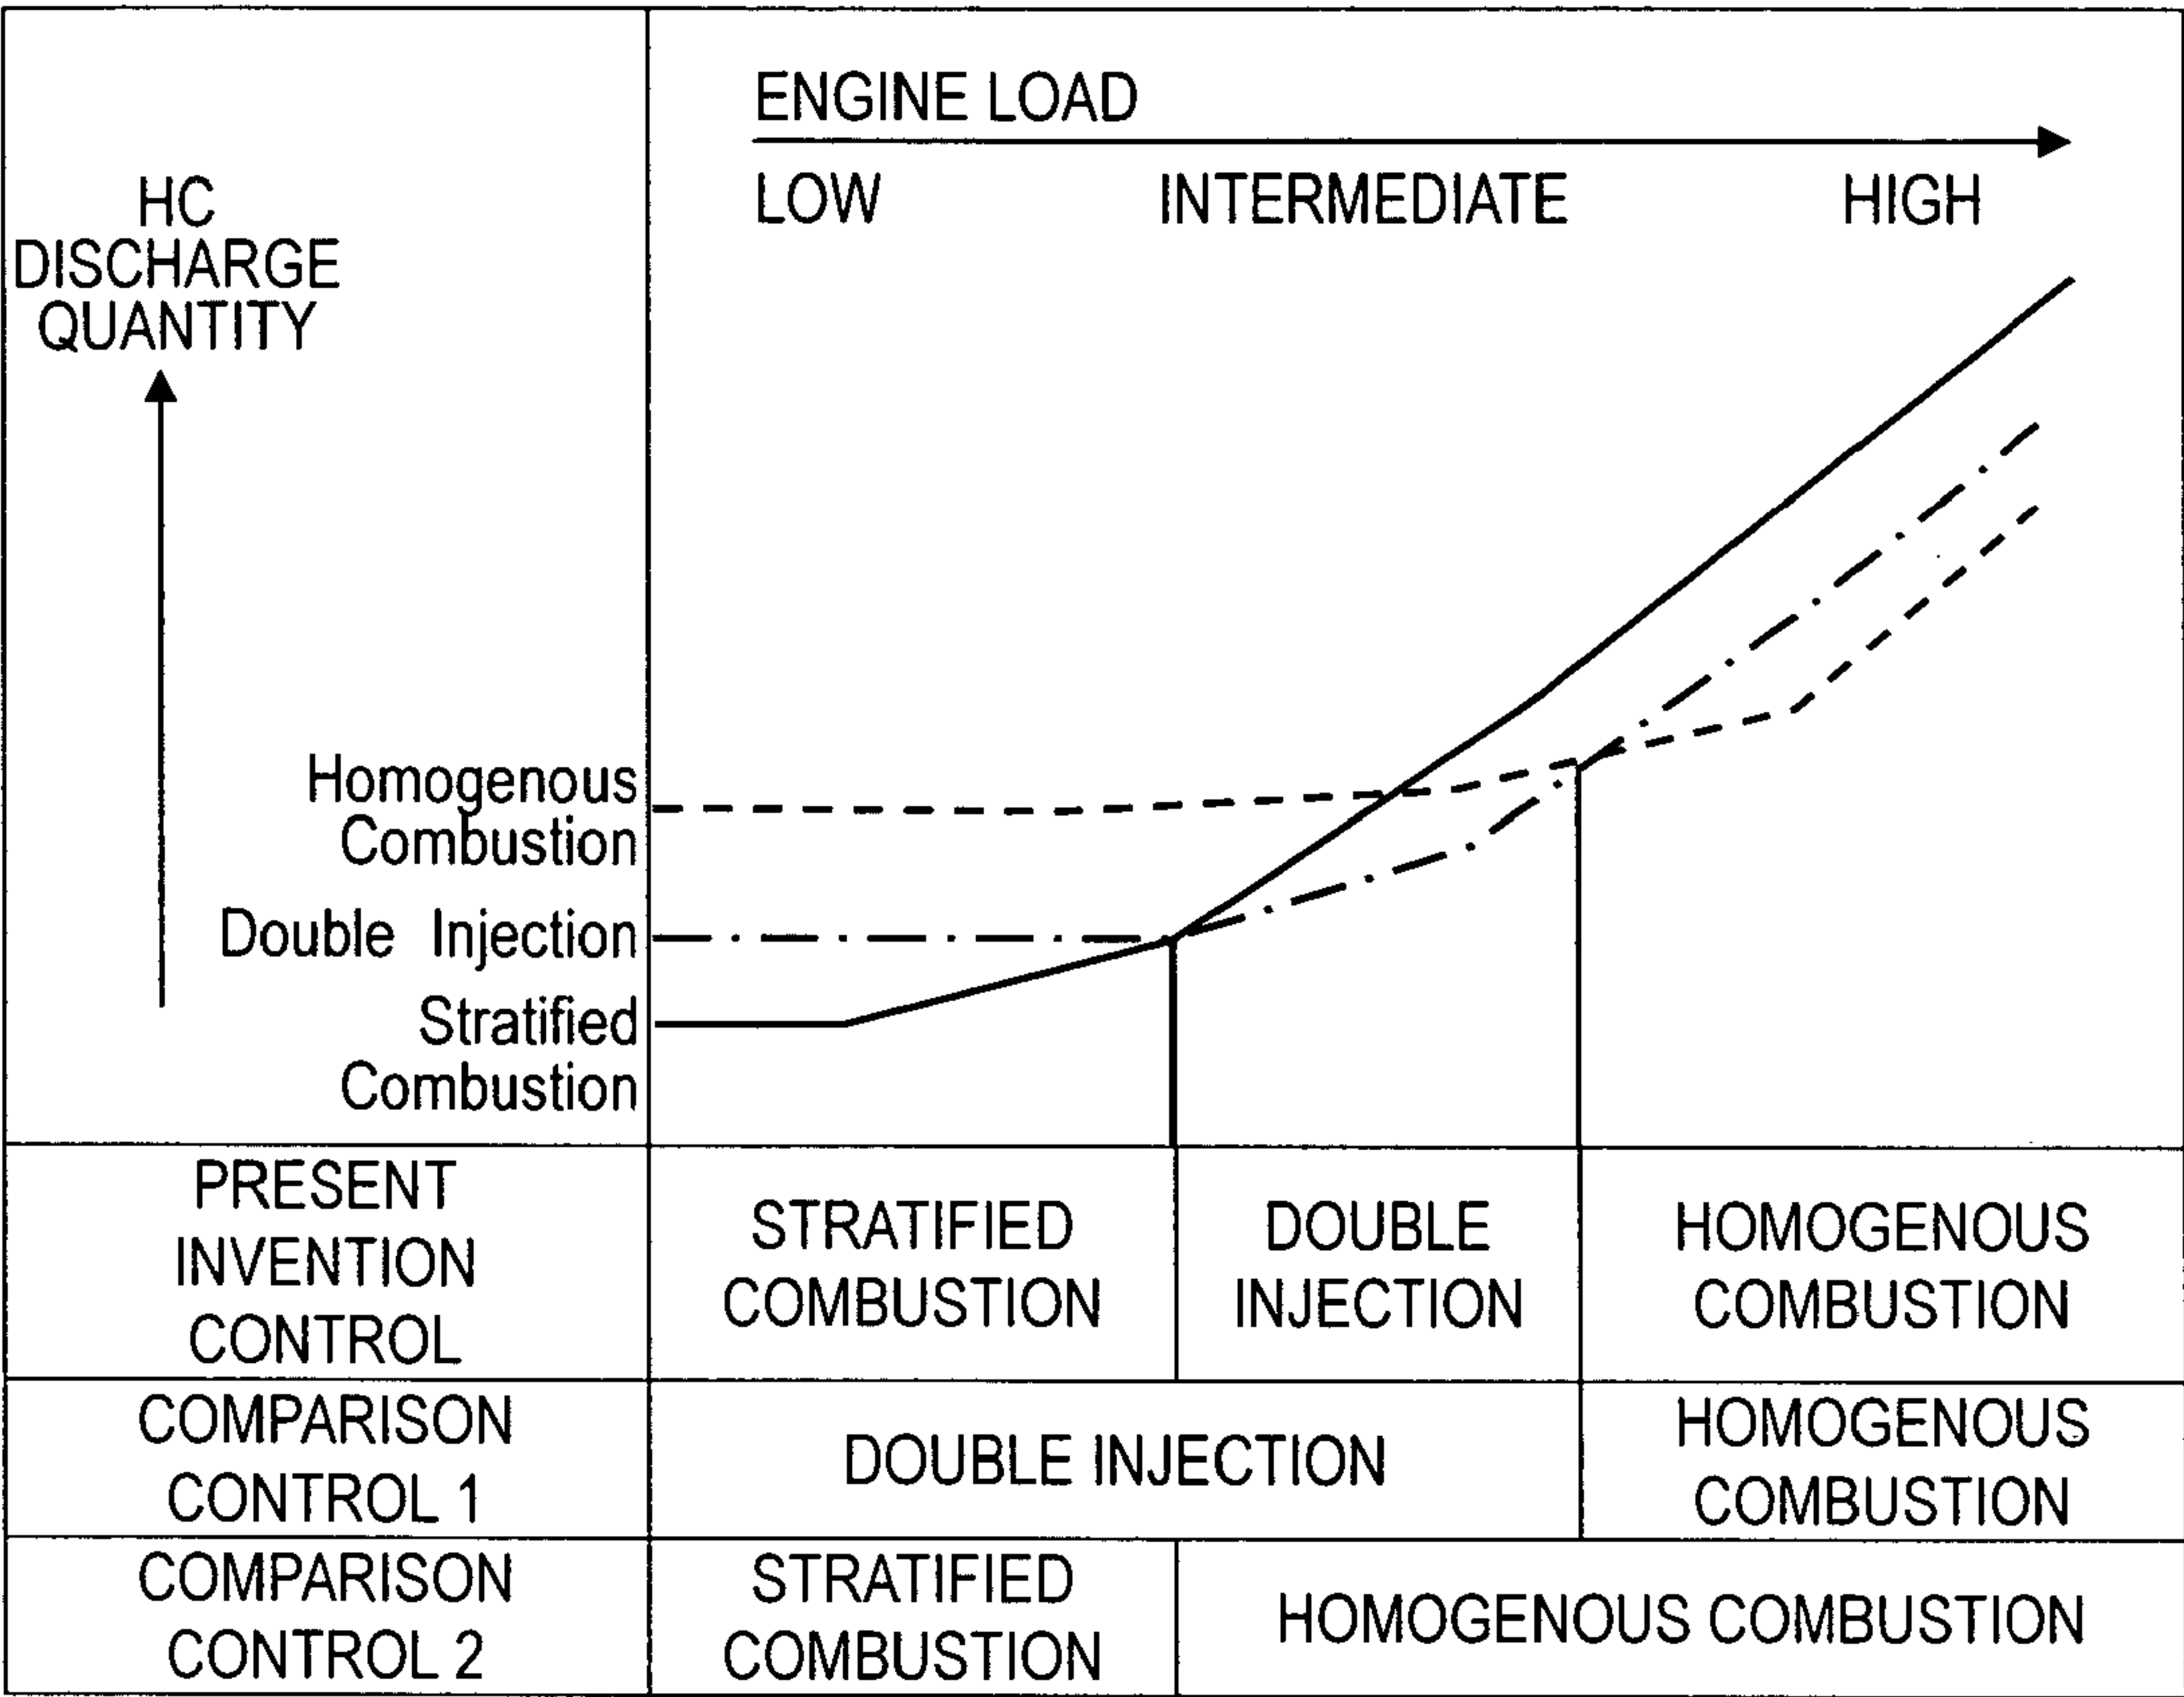 ENGINE LOAD
LOW INTERMEDIATE HIGH
HC
DISCHARGE
QUANTITY
Homogenous
Combustion
Double Injection
Stratified
Combustion
PRESENT
INVENTION
CONTROL
STRATIFIED
COMBUSTION
DOUBLE
INJECTION
HOMOGENOUS
COMBUSTION
COMPARISON
CONTROL 1
DOUBLE INJECTION
HOMOGENOUS
COMBUSTION
COMPARISON
CONTROL 2
STRATIFIED
COMBUSTION
HOMOGENOUS COMBUSTION